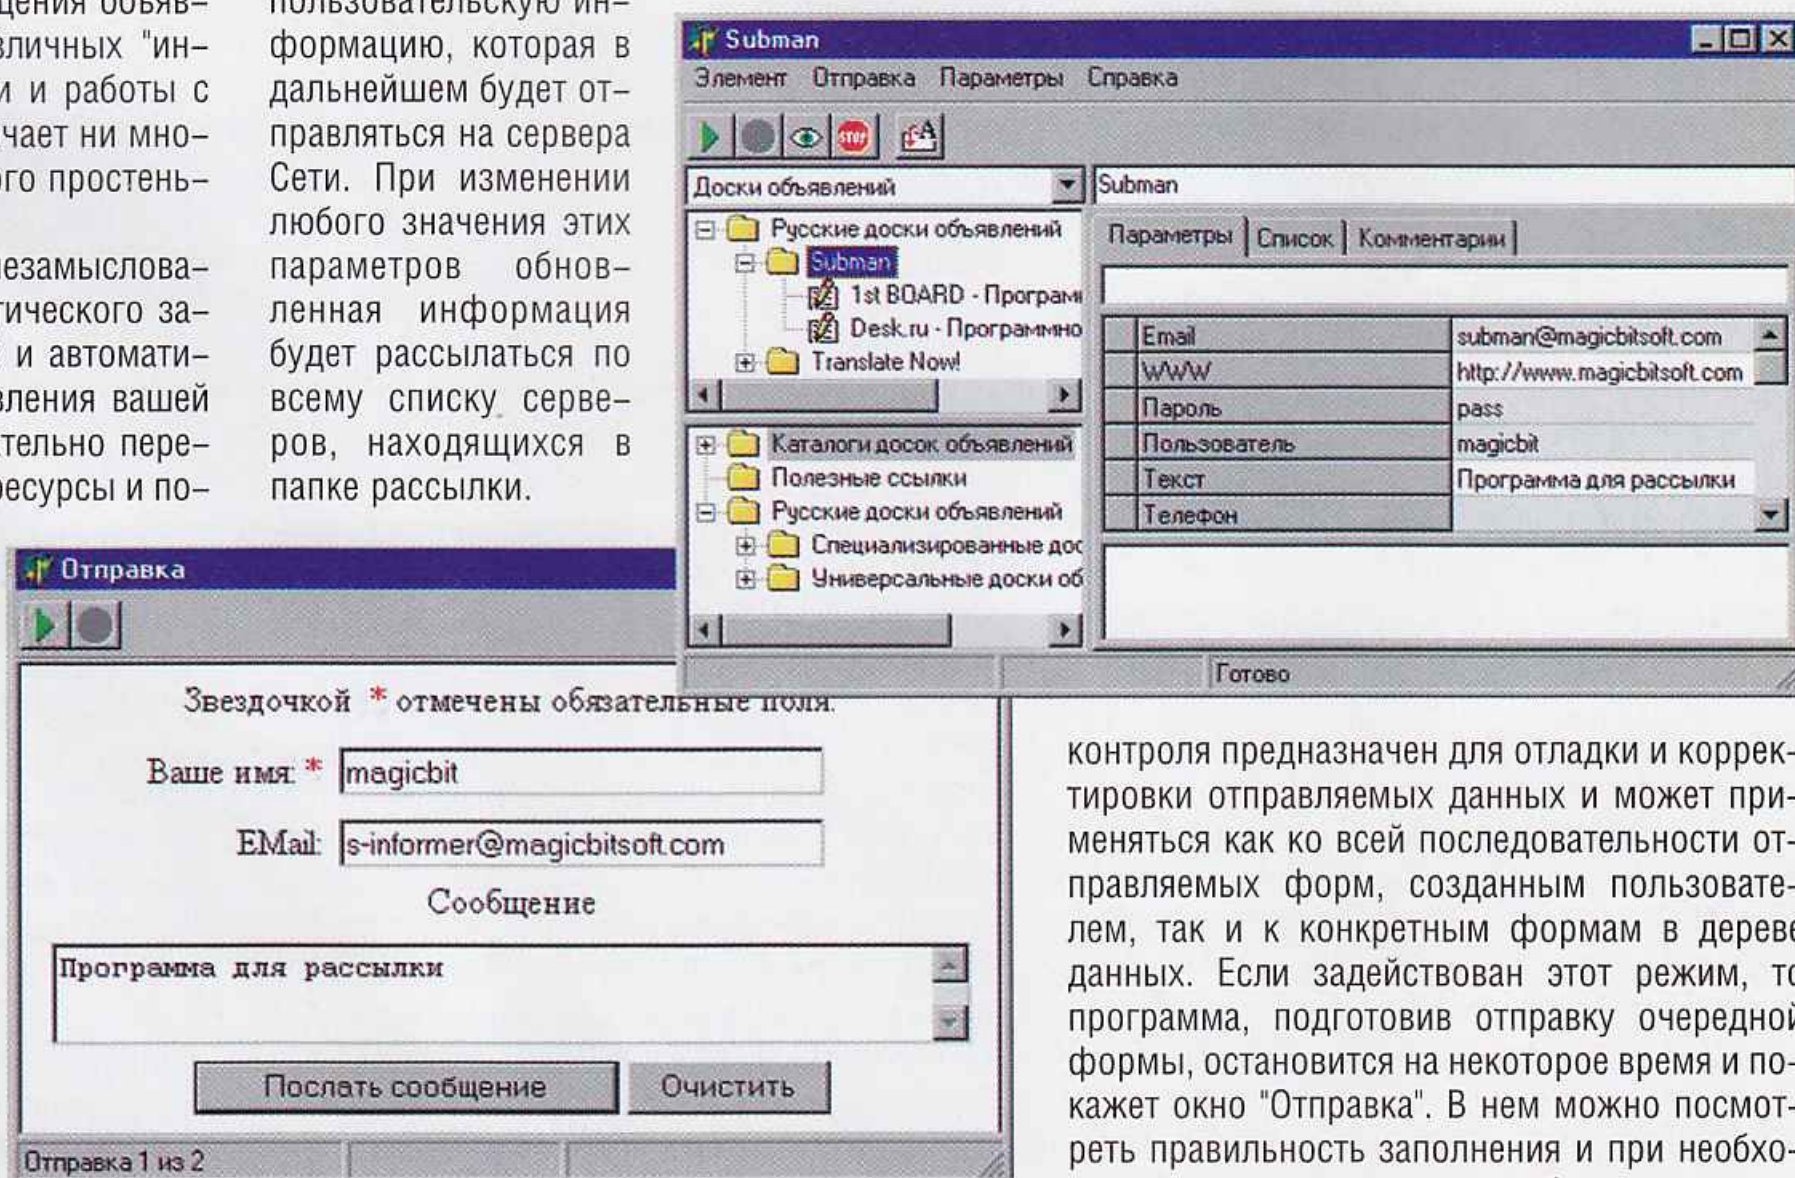 щения объяв-
зличных "ин-
и и работы с
чает ни мно-
ого простень-
незамыслова-
тического за-
и автомати-
вления вашей
ательно пере-
ресурсы и по-
пользовательскую ин-
формацию, которая в
дальнейшем будет от-
правляться на сервера
Сети. При изменении
любого значения этих
параметров обнов-
ленная информация
будет рассылаться по
всему списку серве-
ров, находящихся в
папке рассылки.
Subman
Элемент Отправка Параметры Справка
STOP
A
Доски объявлений
Subman
Русские доски объявлений
Subman
1st BOARD - Програм
Desk.ru - Программно
Translate Now!
Каталоги досок объявлений
Полезные ссылки
Русские доски объявлений
Специализированные дос
Универсальные доски об
Параметры Список Комментарии
Email subman@magicbitsoft.com
WWW http://www.magicbitsoft.com
Пароль pass
Пользователь magicbit
Текст Программа для рассылки
Телефон
Готово
Отправка
Звездочкой * отмечены обязательные поля.
Ваше имя: * magicbit
EMail: s-informer@magicbitsoft.com
Сообщение
Программа для рассылки
Послать сообщение Очистить
Отправка 1 из 2
контроля предназначен для отладки и коррек-
тировки отправляемых данных и может при-
меняться как ко всей последовательности от-
правляемых форм, созданным пользовате-
лем, так и к конкретным формам в дереве
данных. Если задействован этот режим, то
программа, подготовив отправку очередной
формы, остановится на некоторое время и по-
кажет окно "Отправка". В нем можно посмот-
реть правильность заполнения и при необхо-